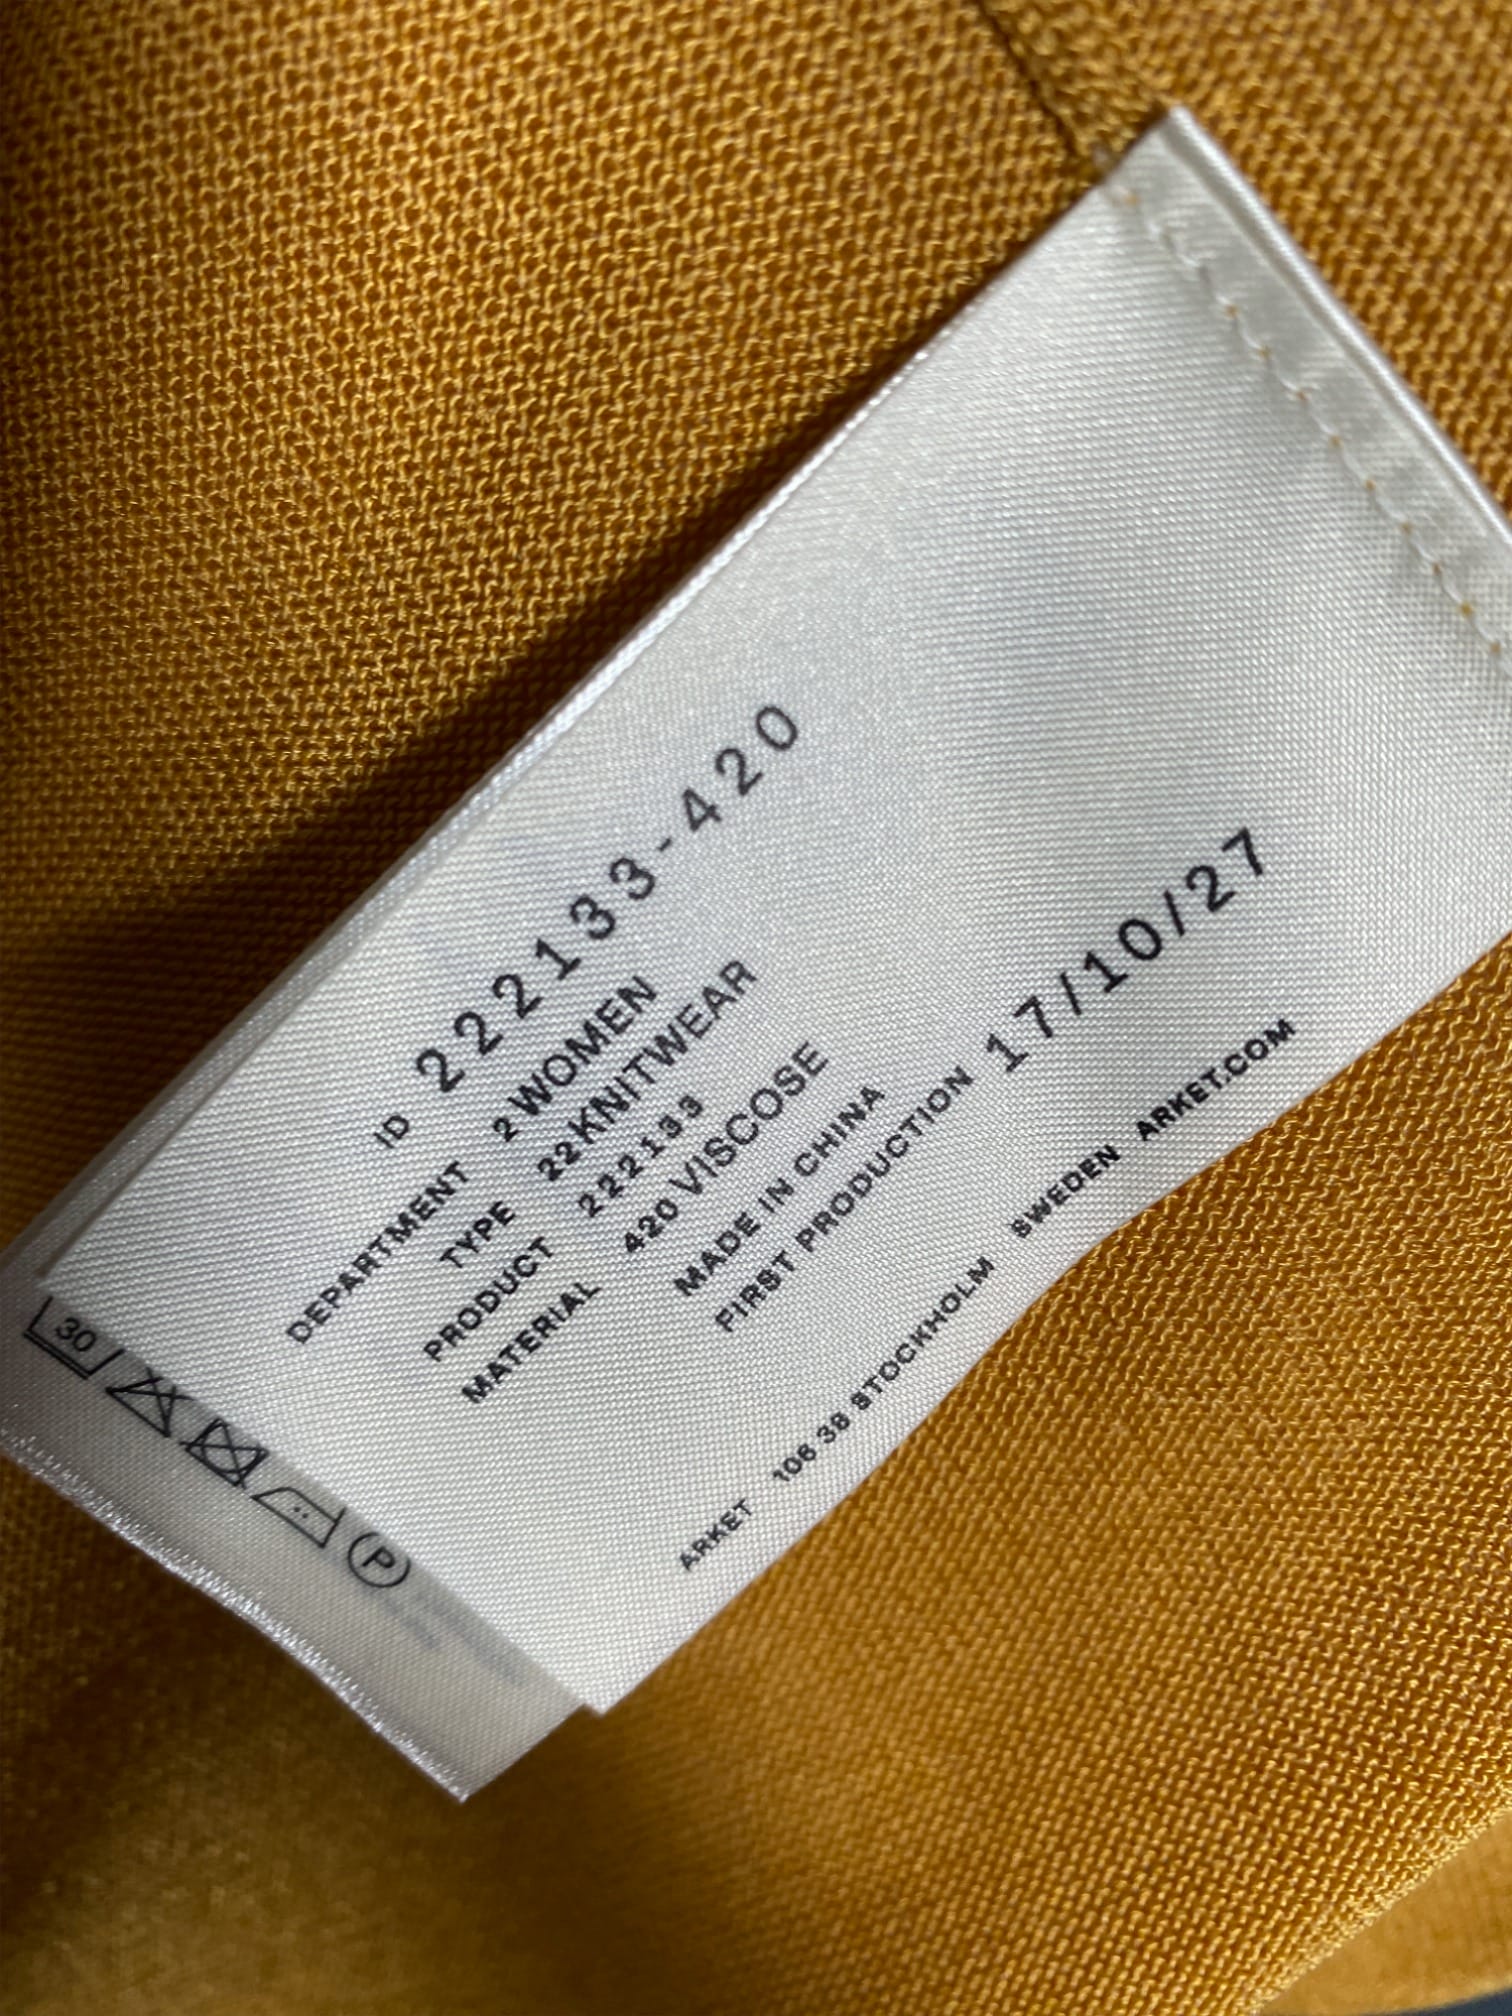 ID 222133-420
DEPARTMENT 2 WOMEN
TYPE 22 KNITWEAR
PRODUCT 222133
MATERIAL 420 VISCOSE
MADE IN CHINA
FIRST PRODUCTION 17/10/27
ARKET 106 38 STOCKHOLM SWEDEN ARKET.COM
30
P